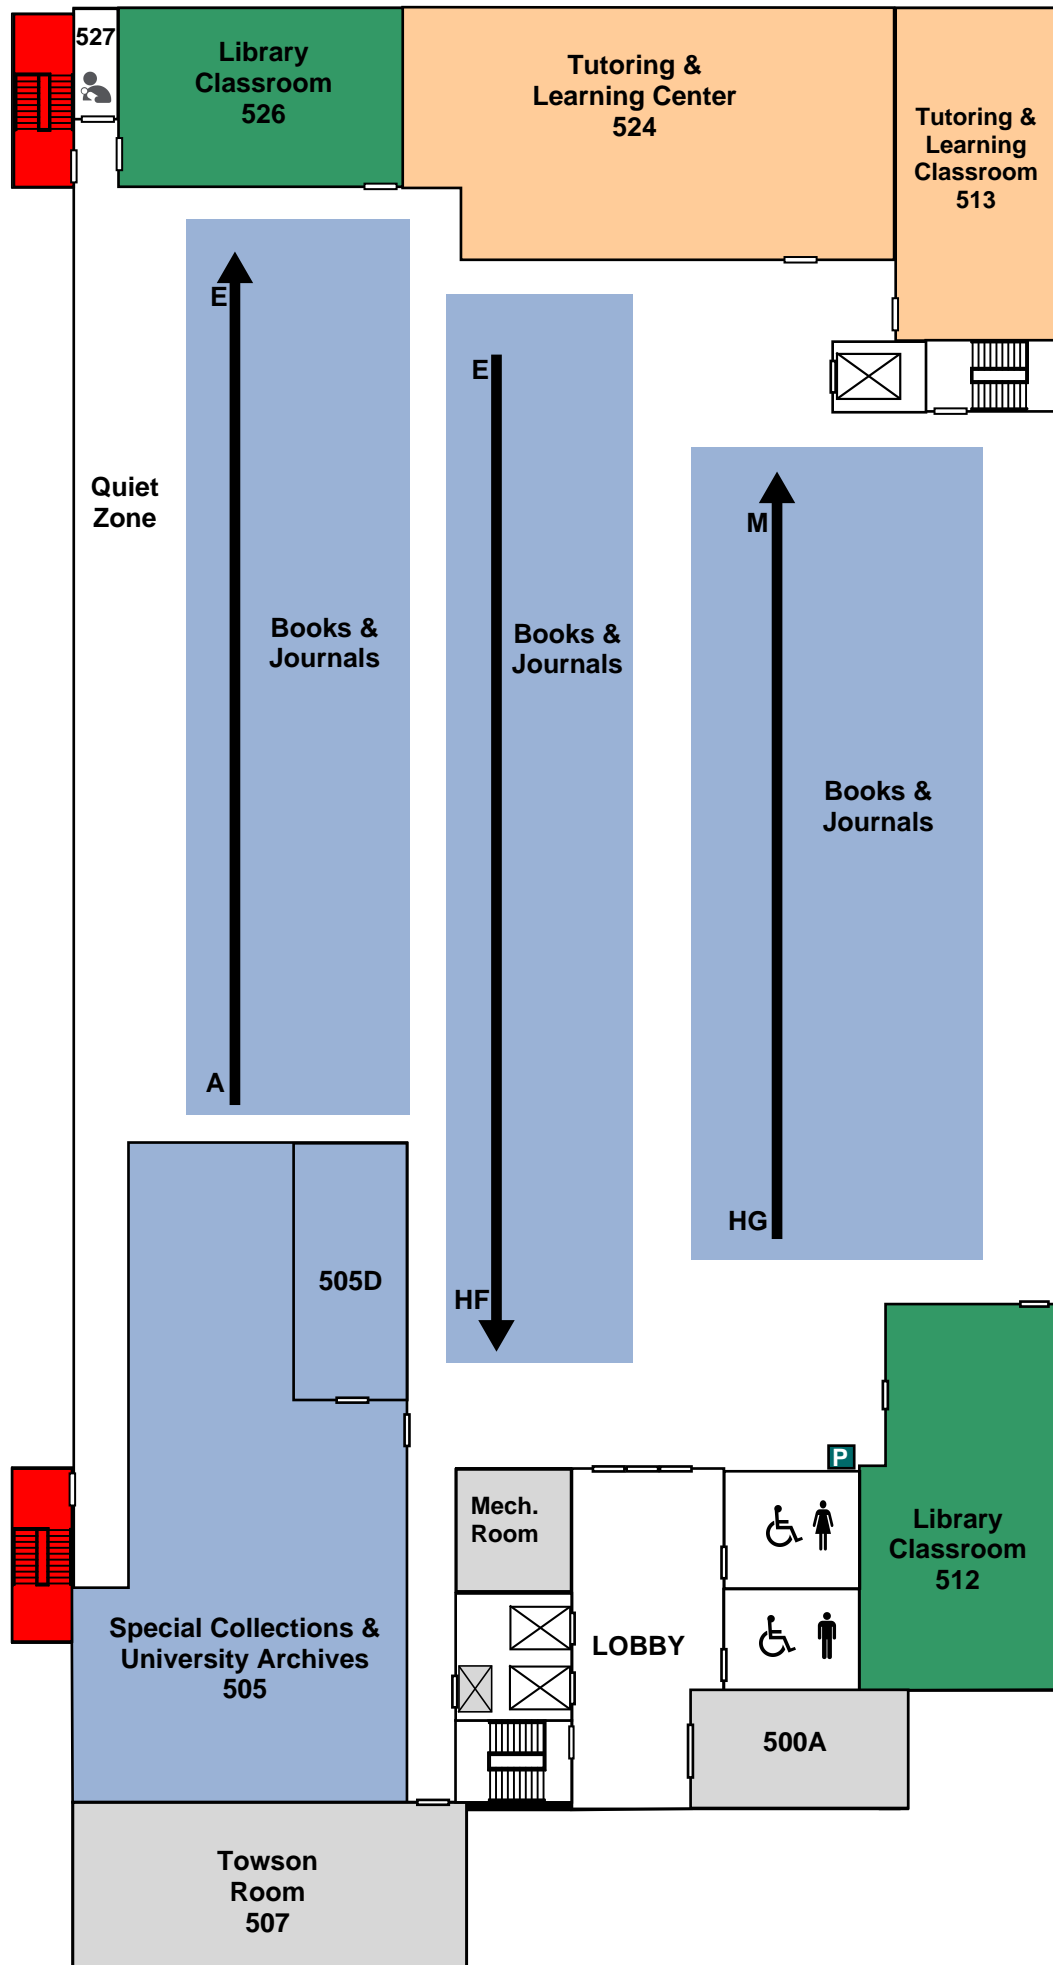 527
Library
Classroom
526
Tutoring &
Learning Center
524
Tutoring &
Learning
Classroom
513
E
E
Quiet
Zone
M
Books &
Journals
Books &
Journals
Books &
Journals
A
HG
505D
HF
P
Mech.
Room
Library
Classroom
512
Special Collections &
University Archives
505
LOBBY
500A
Towson
Room
507